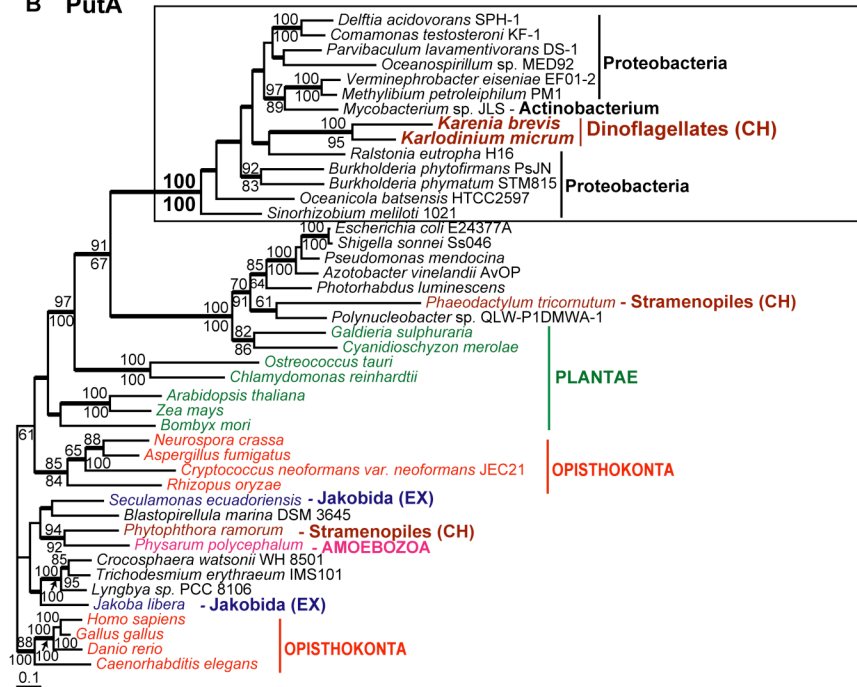 B PutA
100 Delftia acidovorans SPH-1
100 Comamonas testosteroni KF-1
Parvibaculum lavamentivorans DS-1
Oceanospirillum sp. MED92
Proteobacteria
100 Verminephrobacter eiseniae EF01-2
97 100 Methylibium petroleiphilum PM1
89 Mycobacterium sp. JLS - Actinobacterium
100 Karenia brevis
95 Karlodinium micrum
Dinoflagellates (CH)
Ralstonia eutropha H16
92 Burkholderia phytofirmans PsJN
83 Burkholderia phymatum STM815
Proteobacteria
100 Oceanicola batsensis HTCC2597
100 Sinorhizobium meliloti 1021
100 Escherichia coli E24377A
100 Shigella sonnei Ss046
91 100 Pseudomonas mendocina
67 85 100 Azotobacter vinelandii AvOP
70 64 Photorhabdus luminescens
97 100 91 61 Phaeodactylum tricornutum - Stramenopiles (CH)
100 100 Polynucleobacter sp. QLW-P1DMWA-1
82 Galdieria sulphuraria
86 Cyanidioschyzon merolae
100 Ostreococcus tauri
100 Chlamydomonas reinhardtii
PLANTAE
100 Arabidopsis thaliana
100 Zea mays
Bombyx mori
61 88 Neurospora crassa
65 Aspergillus fumigatus
85 100 Cryptococcus neoformans var. neoformans JEC21
OPISTHOKONTA
84 Rhizopus oryzae
Seculamonas ecuadoriensis - Jakobida (EX)
Blastopirellula marina DSM 3645
94 Phytophthora ramorum - Stramenopiles (CH)
92 Physarum polycephalum - AMOEBOZOA
85 Crocosphaera watsonii WH 8501
100 95 Trichodesmium erythraeum IMS101
100 Lyngbya sp. PCC 8106
Jakoba libera - Jakobida (EX)
100 Homo sapiens
100 Gallus gallus
88 100 Danio rerio
OPISTHOKONTA
100 100 Caenorhabditis elegans
0.1